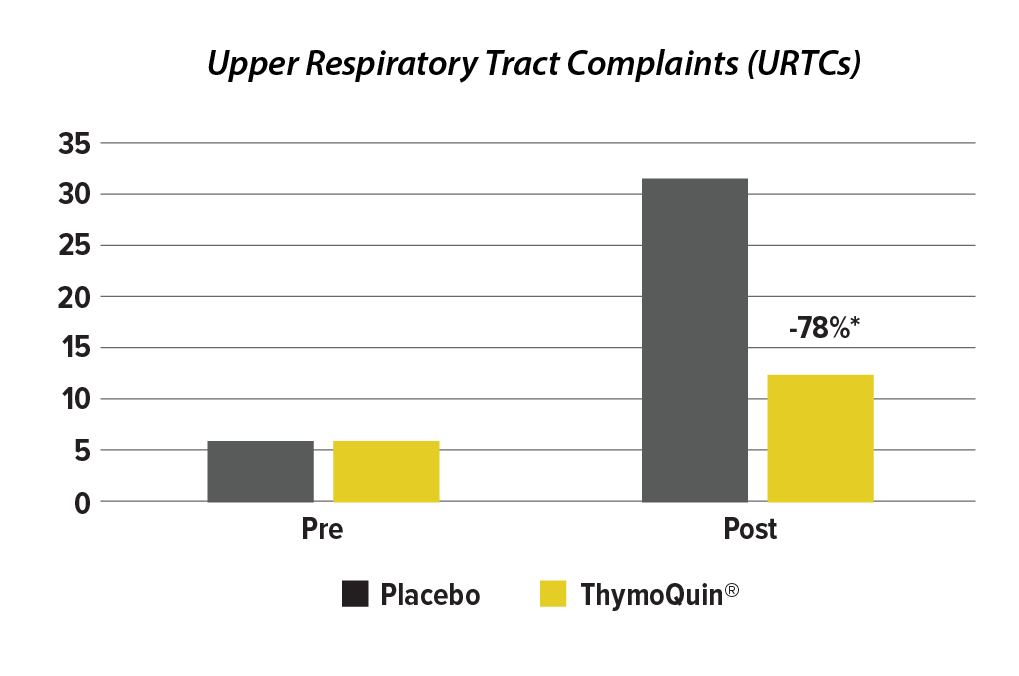 Upper Respiratory Tract Complaints (URTCs)
35
30
25
20
15
10
5
0
-78%*
Pre
Post
Placebo
ThymoQuin®